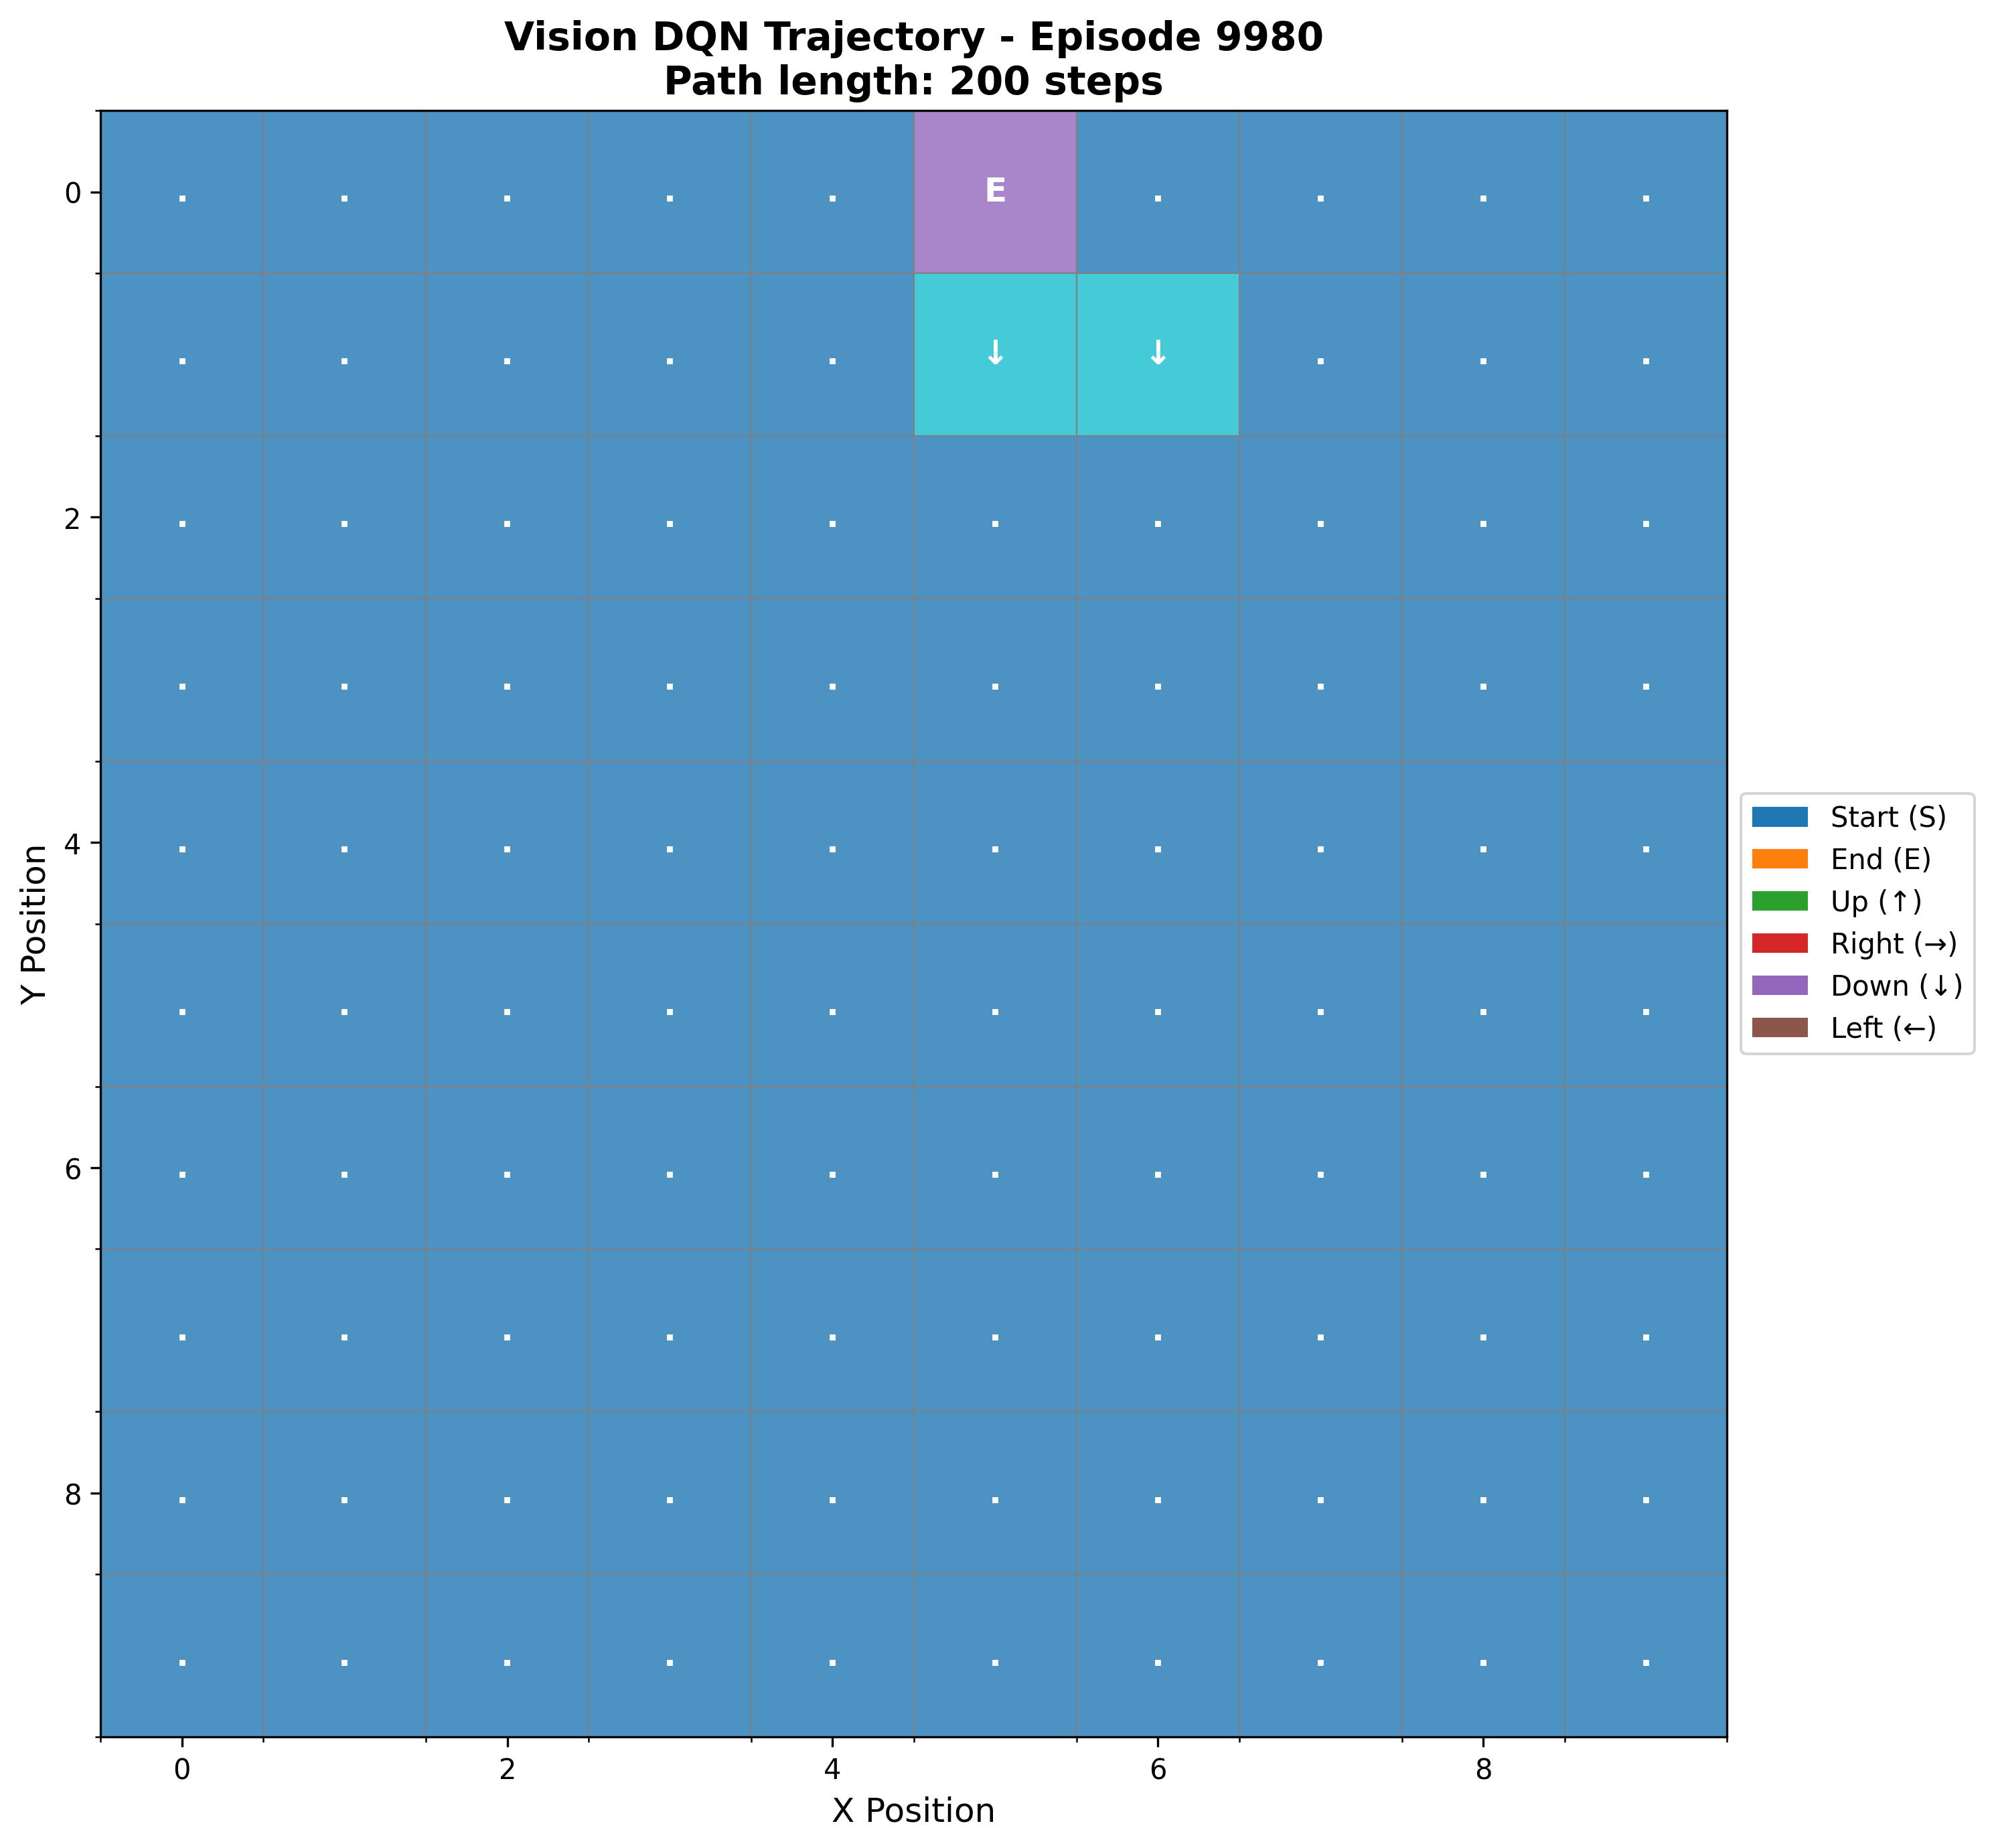 Vision DQN Trajectory - Episode 9980
Path length: 200 steps
0
E
↓ ↓
2
4
6
8
Y Position
0 2 4 6 8
X Position
Start (S)
End (E)
Up (↑)
Right (→)
Down (↓)
Left (←)